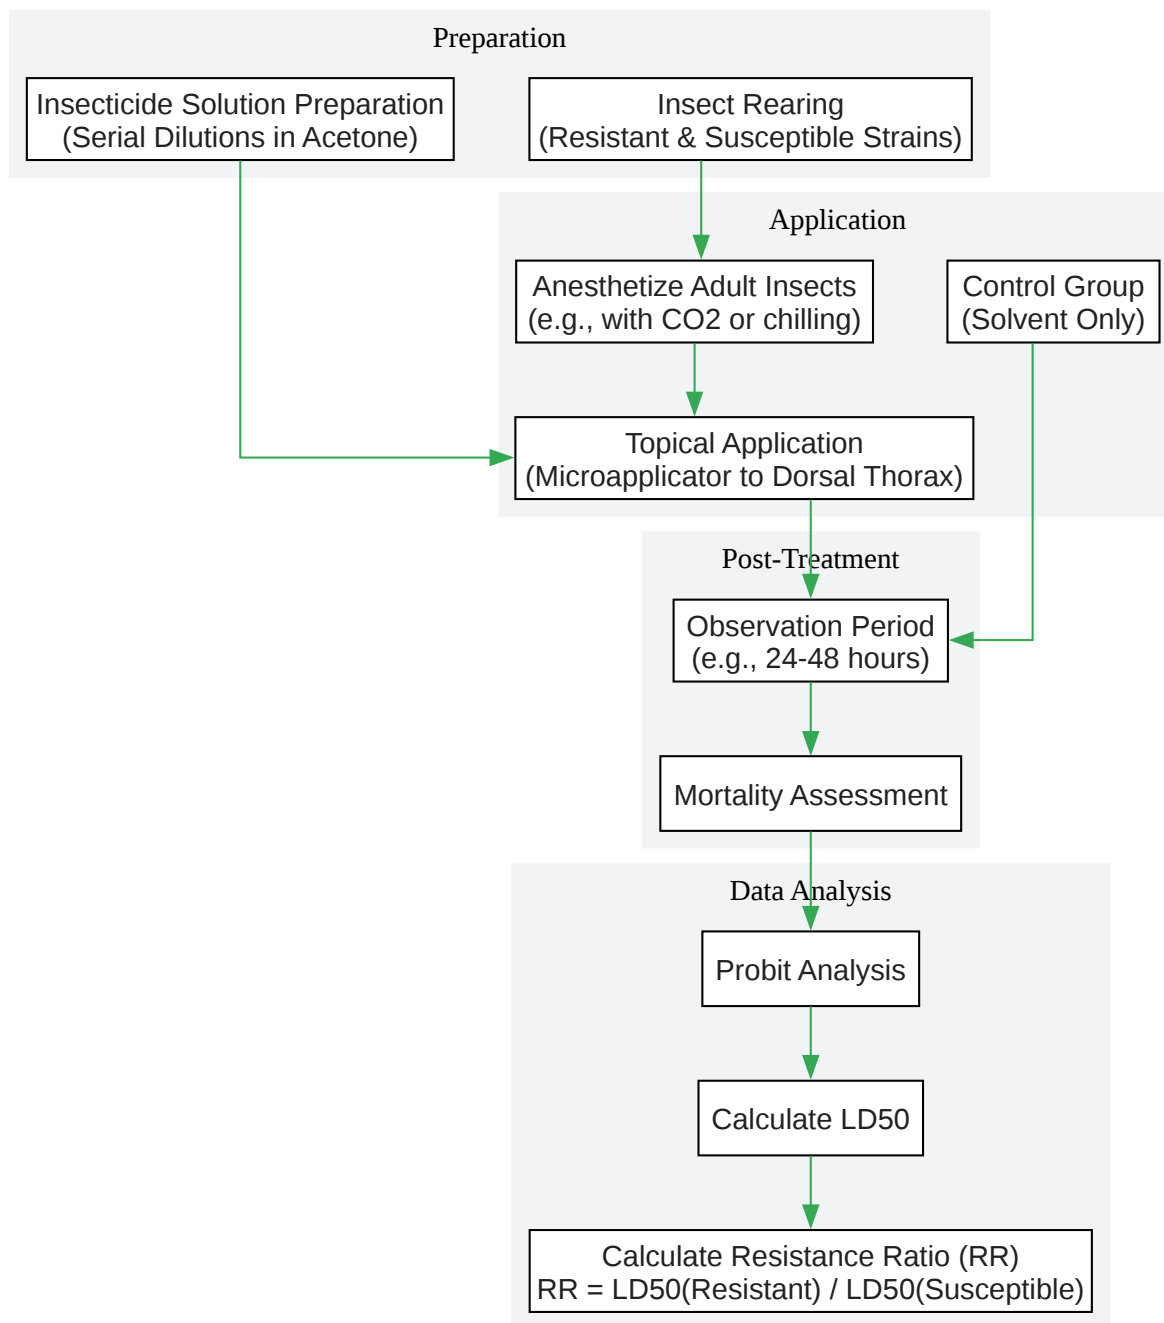 Preparation
Insecticide Solution Preparation
(Serial Dilutions in Acetone)
Insect Rearing
(Resistant & Susceptible Strains)
Application
Anesthetize Adult Insects
(e.g., with CO2 or chilling)
Control Group
(Solvent Only)
Topical Application
(Microapplicator to Dorsal Thorax)
Post-Treatment
Observation Period
(e.g., 24-48 hours)
Mortality Assessment
Data Analysis
Probit Analysis
Calculate LD50
Calculate Resistance Ratio (RR)
RR = LD50(Resistant) / LD50(Susceptible)